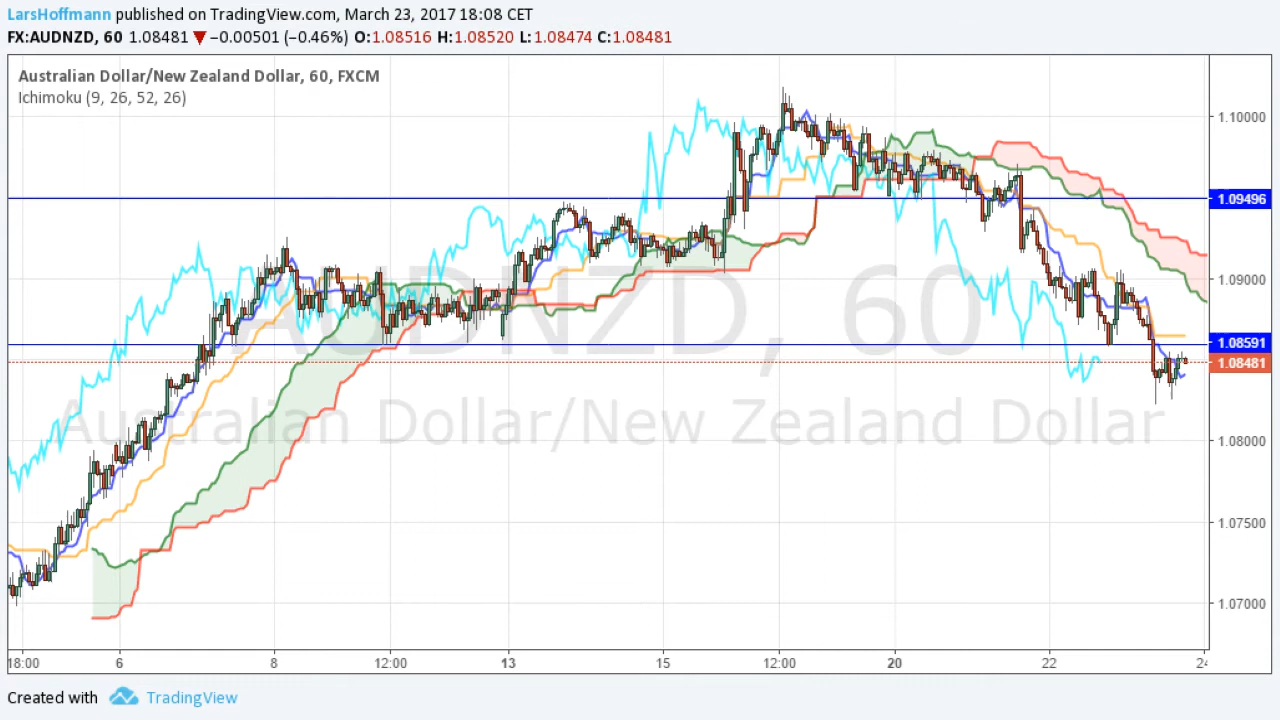 LarsHoffmann published on TradingView.com, March 23, 2017 18:08 CET
FX:AUDNZD, 60 1.08481 ▼ −0.00501 (−0.46%) O:1.08516 H:1.08520 L:1.08474 C:1.08481
Australian Dollar/New Zealand Dollar, 60, FXCM
Ichimoku (9, 26, 52, 26)
1.10000
1.09496
AUDNZD, 60
1.09000
1.08591
1.08481
Australian Dollar/New Zealand Dollar
1.08000
1.07500
1.07000
18:00 6 8 12:00 13 15 12:00 20 22 24
Created with TradingView